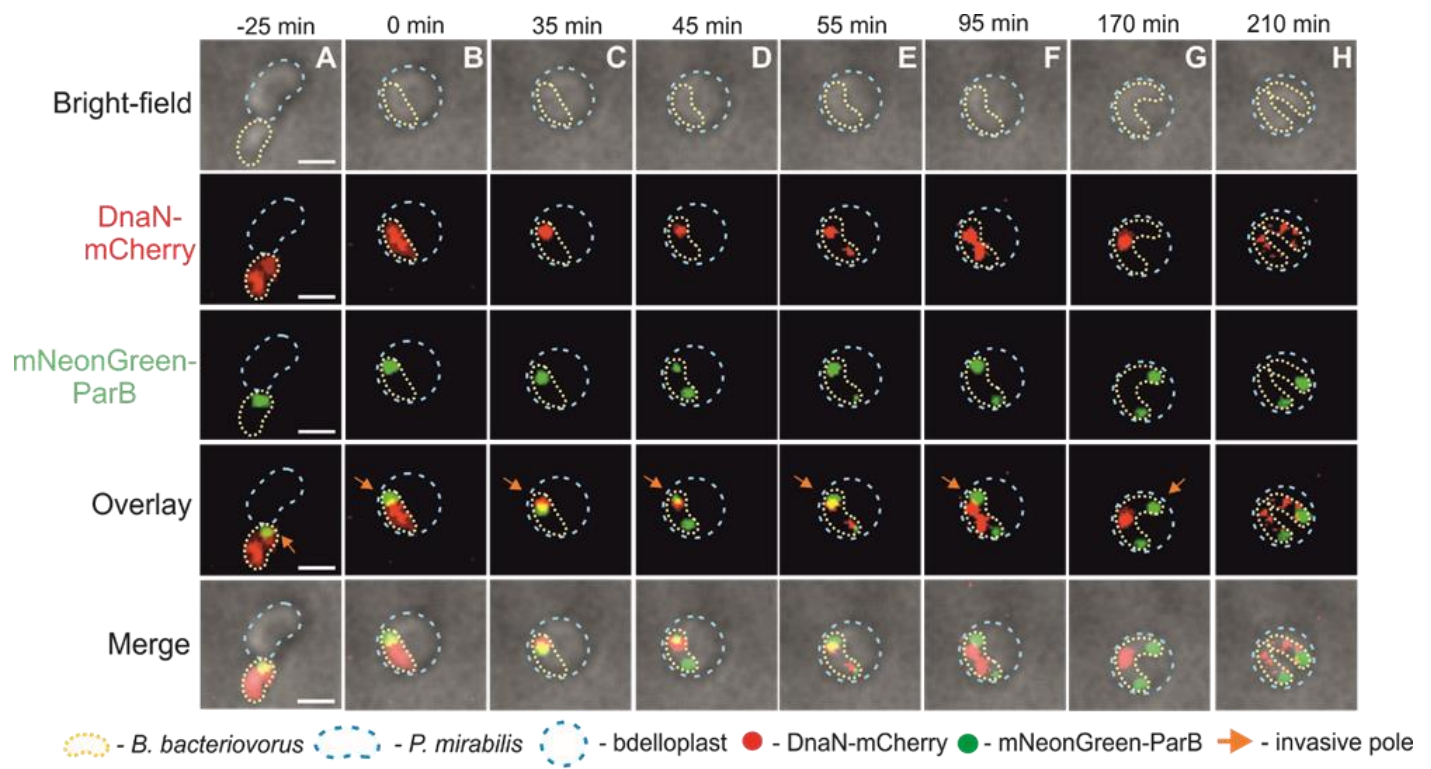 -25 min 0 min 35 min 45 min 55 min 95 min 170 min 210 min
A B C D E F G H
Bright-field
DnaN-
mCherry
mNeonGreen-
ParB
Overlay
Merge
- B. bacteriovorus - P. mirabilis - bdelloplast - DnaN-mCherry - mNeonGreen-ParB - invasive pole